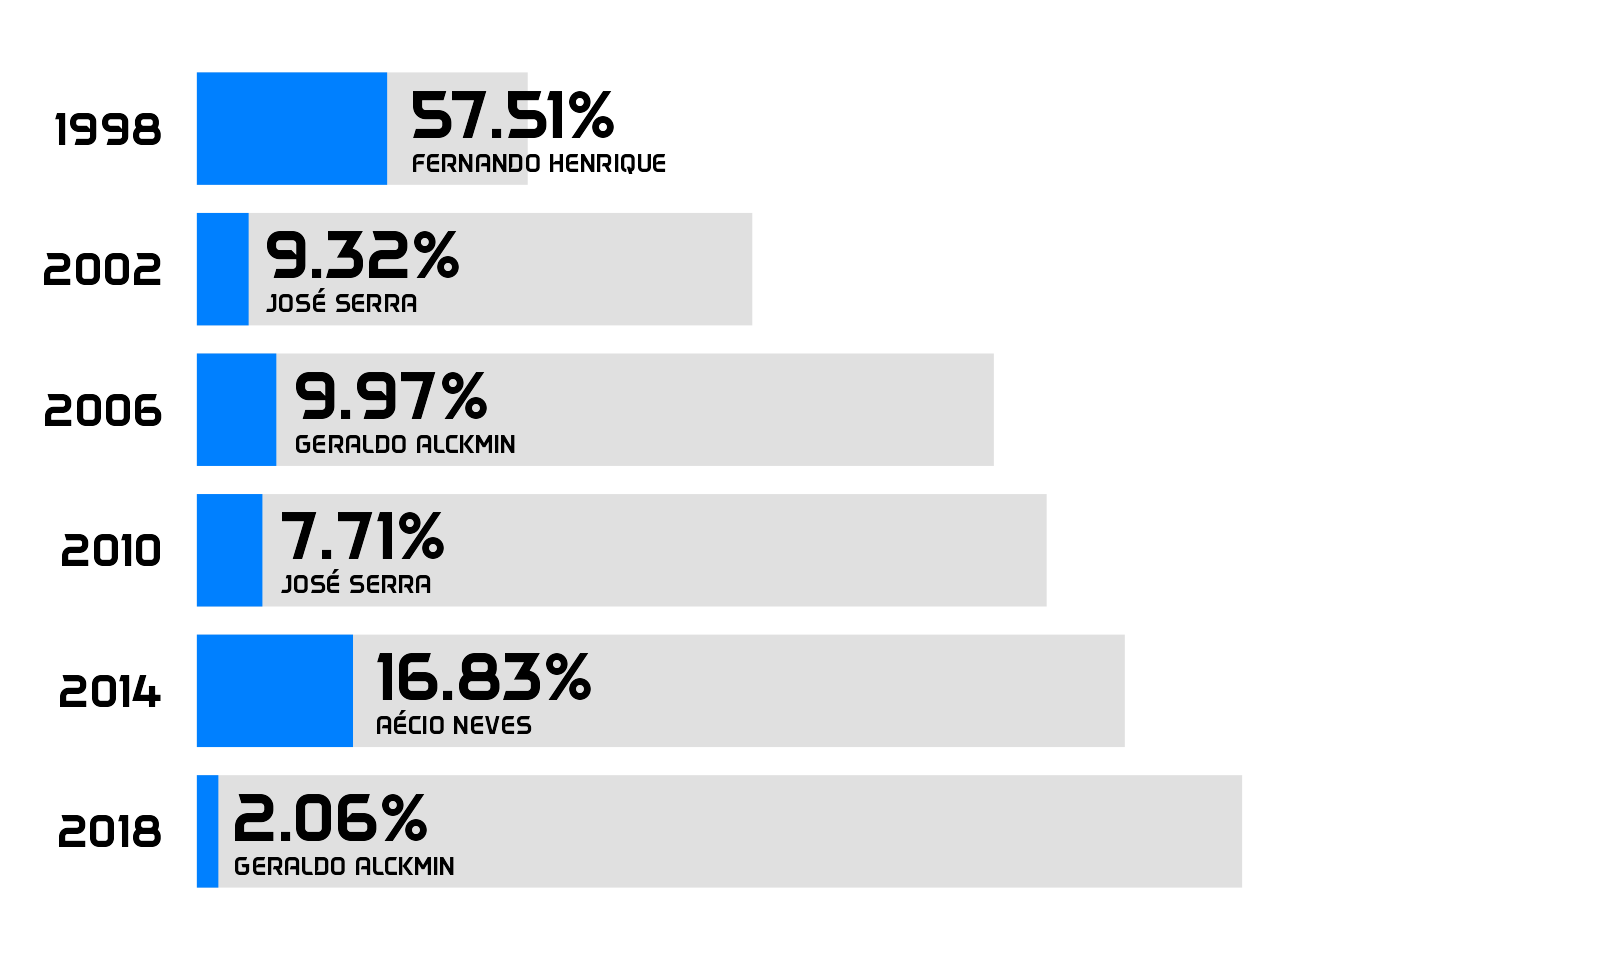 1998
57.51%
FERNANDO HENRIQUE
2002
9.32%
JOSÉ SERRA
2006
9.97%
GERALDO ALCKMIN
2010
7.71%
JOSÉ SERRA
2014
16.83%
AÉCIO NEVES
2018
2.06%
GERALDO ALCKMIN